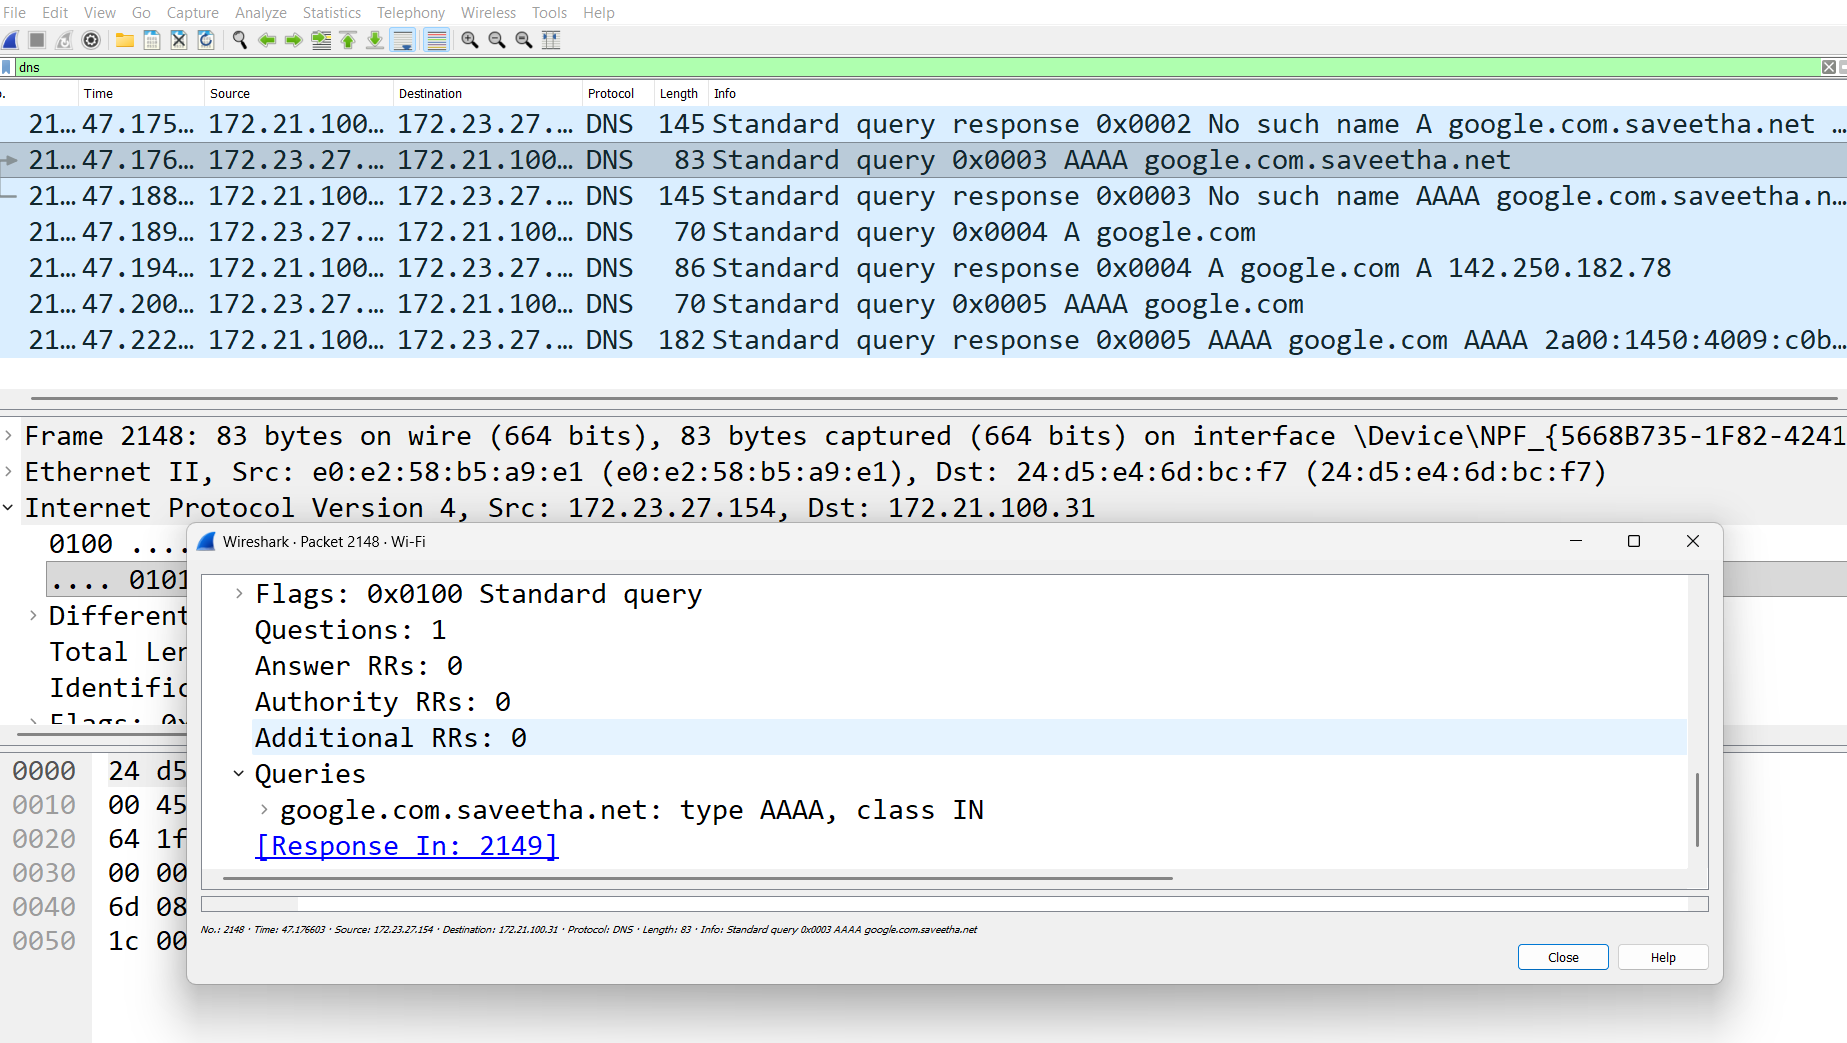 File Edit View Go Capture Analyze Statistics Telephony Wireless Tools Help
dns
Time Source Destination Protocol Length Info
21… 47.175… 172.21.100… 172.23.27.… DNS 145 Standard query response 0x0002 No such name A google.com.saveetha.net …
21… 47.176… 172.23.27.… 172.21.100… DNS 83 Standard query 0x0003 AAAA google.com.saveetha.net
21… 47.188… 172.21.100… 172.23.27.… DNS 145 Standard query response 0x0003 No such name AAAA google.com.saveetha.n…
21… 47.189… 172.23.27.… 172.21.100… DNS 70 Standard query 0x0004 A google.com
21… 47.194… 172.21.100… 172.23.27.… DNS 86 Standard query response 0x0004 A google.com A 142.250.182.78
21… 47.200… 172.23.27.… 172.21.100… DNS 70 Standard query 0x0005 AAAA google.com
21… 47.222… 172.21.100… 172.23.27.… DNS 182 Standard query response 0x0005 AAAA google.com AAAA 2a00:1450:4009:c0b…
Frame 2148: 83 bytes on wire (664 bits), 83 bytes captured (664 bits) on interface \Device\NPF_{5668B735-1F82-4241
Ethernet II, Src: e0:e2:58:b5:a9:e1 (e0:e2:58:b5:a9:e1), Dst: 24:d5:e4:6d:bc:f7 (24:d5:e4:6d:bc:f7)
Internet Protocol Version 4, Src: 172.23.27.154, Dst: 172.21.100.31
0100 ....
.... 0101
Different
Total Len
Identific
Flags: 0x
0000 24 d5
0010 00 45
0020 64 1f
0030 00 00
0040 6d 08
0050 1c 00
Wireshark · Packet 2148 · Wi-Fi
Flags: 0x0100 Standard query
Questions: 1
Answer RRs: 0
Authority RRs: 0
Additional RRs: 0
Queries
google.com.saveetha.net: type AAAA, class IN
[Response In: 2149]
No.: 2148 · Time: 47.176603 · Source: 172.23.27.154 · Destination: 172.21.100.31 · Protocol: DNS · Length: 83 · Info: Standard query 0x0003 AAAA google.com.saveetha.net
Close Help